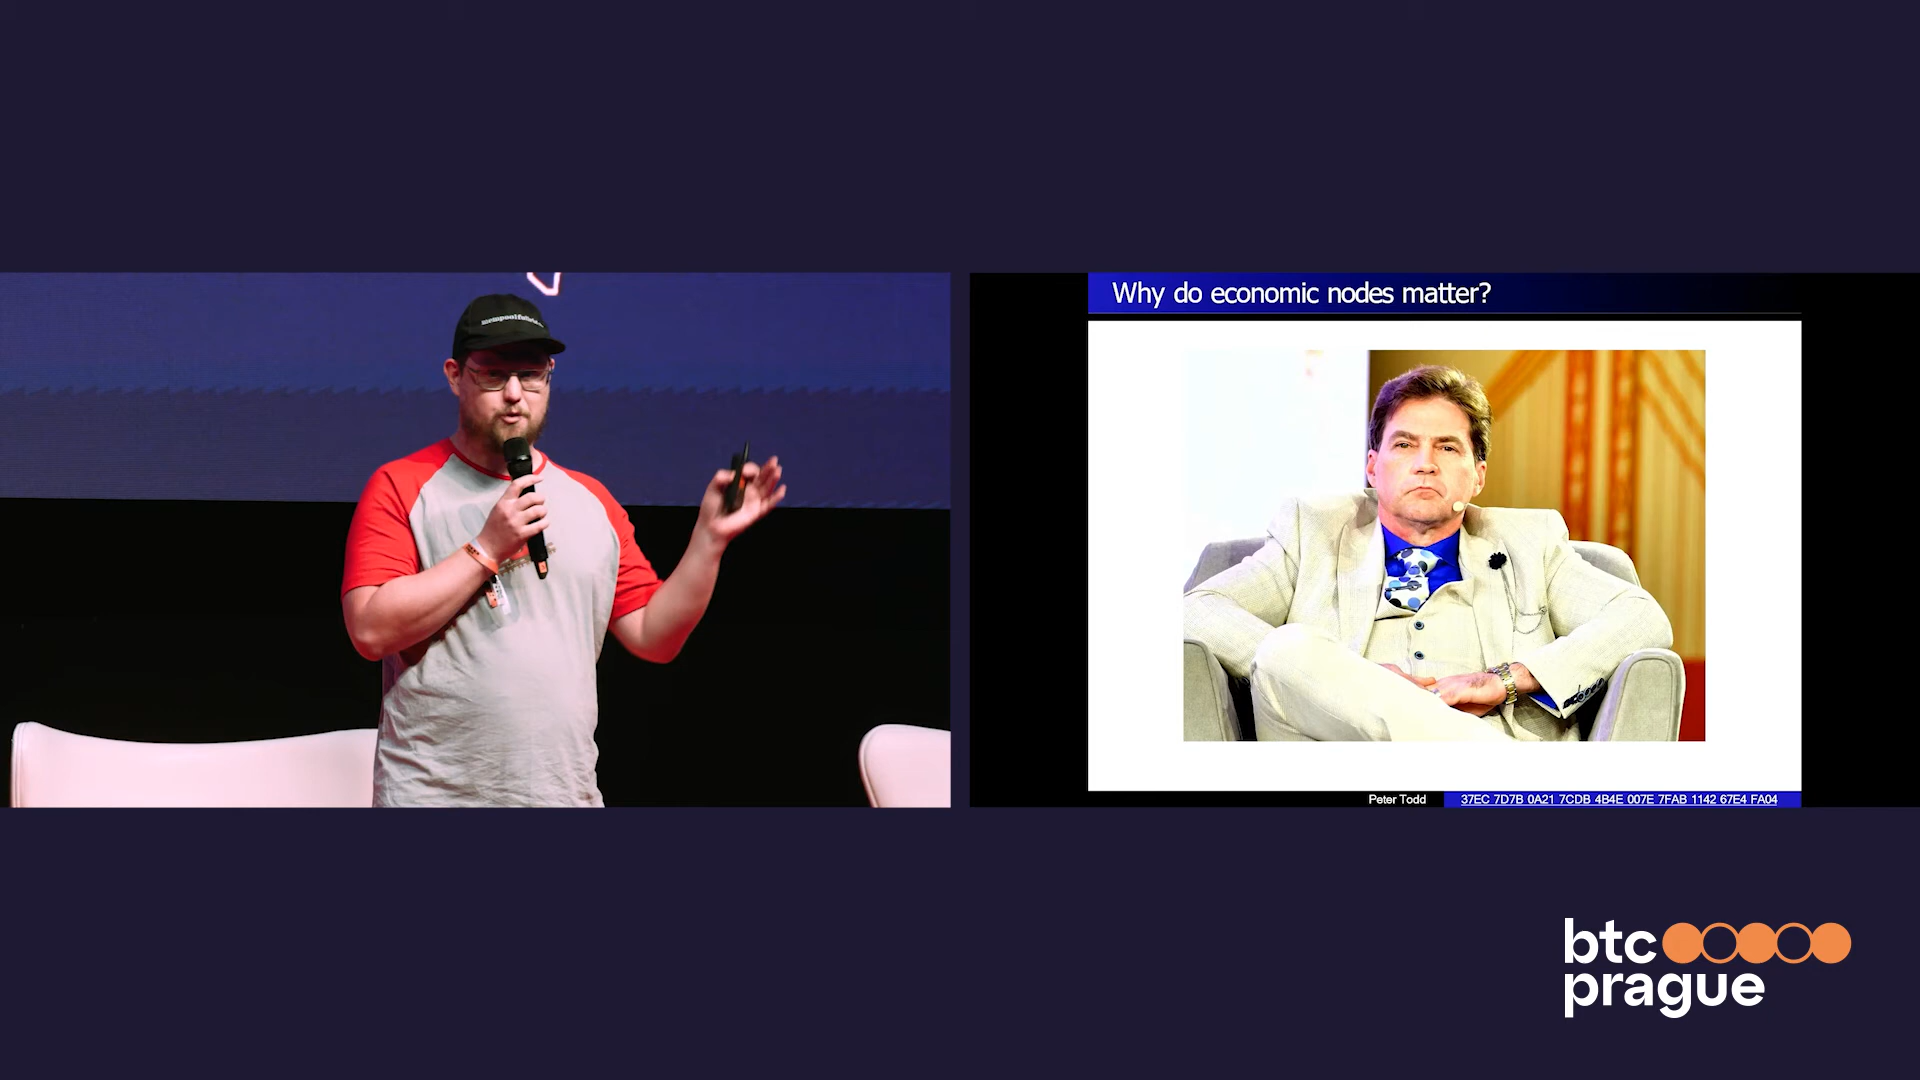 Why do economic nodes matter?
Peter Todd
37EC 7D7B 0A21 7CDB 4B4E 007E 7FAB 1142 67E4 FA04
btc
prague